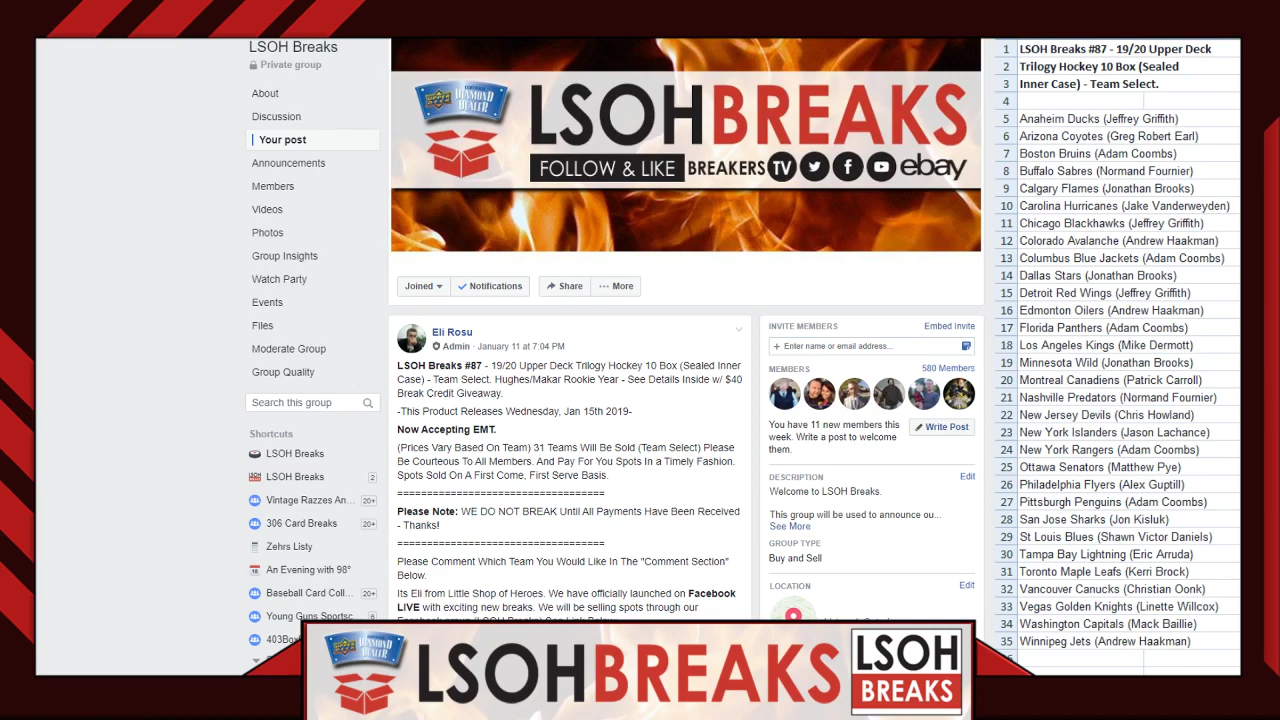 LSOH Breaks
Private group
About
Discussion
Your post
Announcements
Members
Videos
Photos
Group Insights
Watch Party
Events
Files
Moderate Group
Group Quality
Search this group
Shortcuts
LSOH Breaks
LSOH Breaks 2
Vintage Razzes An... 20+
306 Card Breaks 20+
Zehrs Listy
An Evening with 98°
Baseball Card Coll... 20+
Young Guns Sportsc 8
403Box
CERTIFIED
DIAMOND
DEALER
LSOHBREAKS
FOLLOW & LIKE BREAKERS TV ebay
Joined Notifications Share ··· More
Eli Rosu
Admin · January 11 at 7:04 PM
LSOH Breaks #87 - 19/20 Upper Deck Trilogy Hockey 10 Box (Sealed Inner
Case) - Team Select. Hughes/Makar Rookie Year - See Details Inside w/ $40
Break Credit Giveaway.
-This Product Releases Wednesday, Jan 15th 2019-
Now Accepting EMT.
(Prices Vary Based On Team) 31 Teams Will Be Sold (Team Select) Please
Be Courteous To All Members. And Pay For You Spots In a Timely Fashion.
Spots Sold On A First Come, First Serve Basis.
===================================
Please Note: WE DO NOT BREAK Until All Payments Have Been Received
- Thanks!
===================================
Please Comment Which Team You Would Like In The "Comment Section"
Below.
Its Eli from Little Shop of Heroes. We have officially launched on Facebook
LIVE with exciting new breaks. We will be selling spots through our
INVITE MEMBERS Embed Invite
+ Enter name or email address...
MEMBERS 580 Members
You have 11 new members this
week. Write a post to welcome
them.
Write Post
DESCRIPTION Edit
Welcome to LSOH Breaks.
This group will be used to announce ou...
See More
GROUP TYPE
Buy and Sell
LOCATION Edit
1 LSOH Breaks #87 - 19/20 Upper Deck
2 Trilogy Hockey 10 Box (Sealed
3 Inner Case) - Team Select.
4
5 Anaheim Ducks (Jeffrey Griffith)
6 Arizona Coyotes (Greg Robert Earl)
7 Boston Bruins (Adam Coombs)
8 Buffalo Sabres (Normand Fournier)
9 Calgary Flames (Jonathan Brooks)
10 Carolina Hurricanes (Jake Vanderweyden)
11 Chicago Blackhawks (Jeffrey Griffith)
12 Colorado Avalanche (Andrew Haakman)
13 Columbus Blue Jackets (Adam Coombs)
14 Dallas Stars (Jonathan Brooks)
15 Detroit Red Wings (Jeffrey Griffith)
16 Edmonton Oilers (Andrew Haakman)
17 Florida Panthers (Adam Coombs)
18 Los Angeles Kings (Mike Dermott)
19 Minnesota Wild (Jonathan Brooks)
20 Montreal Canadiens (Patrick Carroll)
21 Nashville Predators (Normand Fournier)
22 New Jersey Devils (Chris Howland)
23 New York Islanders (Jason Lachance)
24 New York Rangers (Adam Coombs)
25 Ottawa Senators (Matthew Pye)
26 Philadelphia Flyers (Alex Guptill)
27 Pittsburgh Penguins (Adam Coombs)
28 San Jose Sharks (Jon Kisluk)
29 St Louis Blues (Shawn Victor Daniels)
30 Tampa Bay Lightning (Eric Arruda)
31 Toronto Maple Leafs (Kerri Brock)
32 Vancouver Canucks (Christian Oonk)
33 Vegas Golden Knights (Linette Willcox)
34 Washington Capitals (Mack Baillie)
35 Winnipeg Jets (Andrew Haakman)
DIAMOND
DEALER
LSOHBREAKS
LSOH
BREAKS